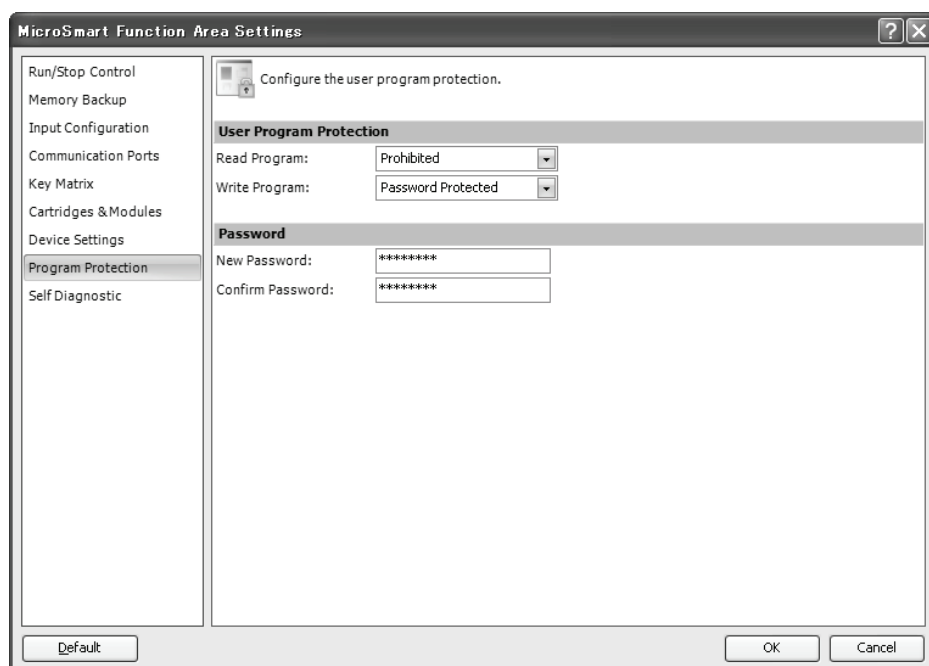 MicroSmart Function Area Settings
Run/Stop Control
Memory Backup
Input Configuration
Communication Ports
Key Matrix
Cartridges & Modules
Device Settings
Program Protection
Self Diagnostic
Configure the user program protection.
User Program Protection
Read Program: Prohibited
Write Program: Password Protected
Password
New Password: ********
Confirm Password: ********
Default
OK
Cancel